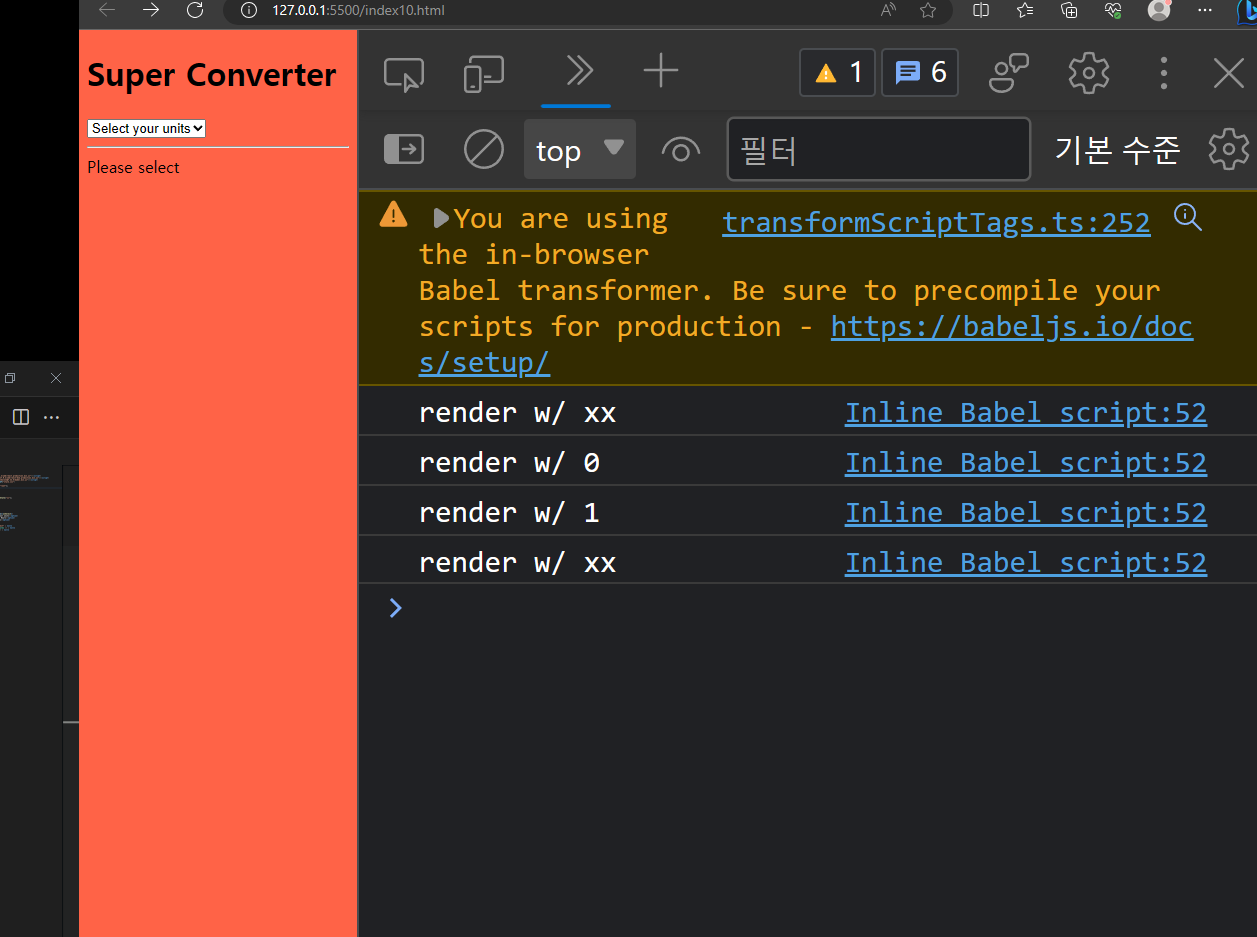 127.0.0.1:5500/index10.html
Super Converter
Select your units
Please select
1
6
top
필터
기본 수준
You are using transformScriptTags.ts:252
the in-browser
Babel transformer. Be sure to precompile your
scripts for production - https://babeljs.io/doc
s/setup/
render w/ xx Inline Babel script:52
render w/ 0 Inline Babel script:52
render w/ 1 Inline Babel script:52
render w/ xx Inline Babel script:52